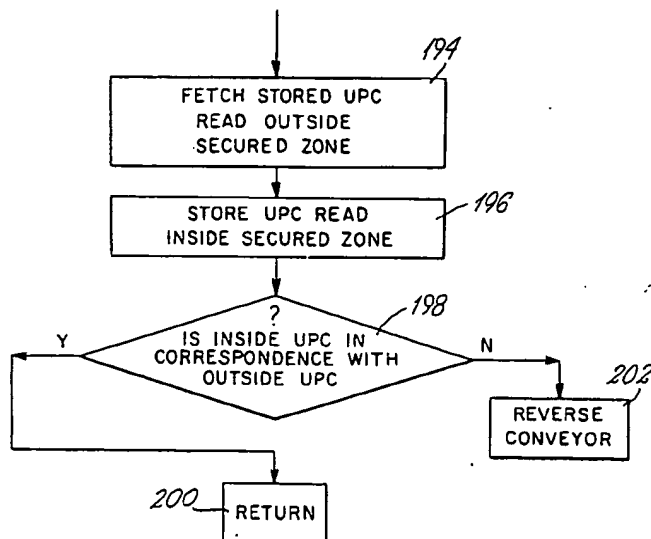 194
FETCH STORED UPC
READ OUTSIDE
SECURED ZONE
196
STORE UPC READ
INSIDE SECURED ZONE
198
?
IS INSIDE UPC IN
CORRESPONDENCE WITH
OUTSIDE UPC
Y
N
202
REVERSE
CONVEYOR
200
RETURN